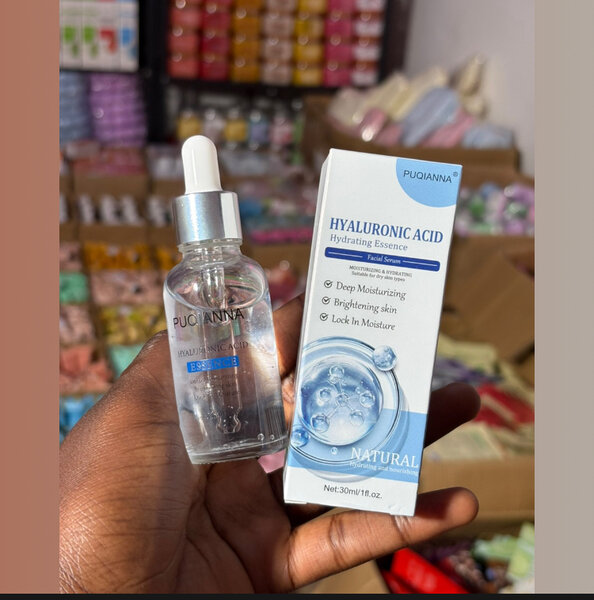 PUQIANNA
HYALURONIC ACID
ESSENCE
PUQIANNA®
HYALURONIC ACID
Hydrating Essence
Facial Serum
MOISTURIZING & HYDRATING
Suitable for dry skin types
Deep Moisturizing
Brightening skin
Lock In Moisture
NATURAL
Hydrating and nourishing
Net:30ml/1fl.oz.